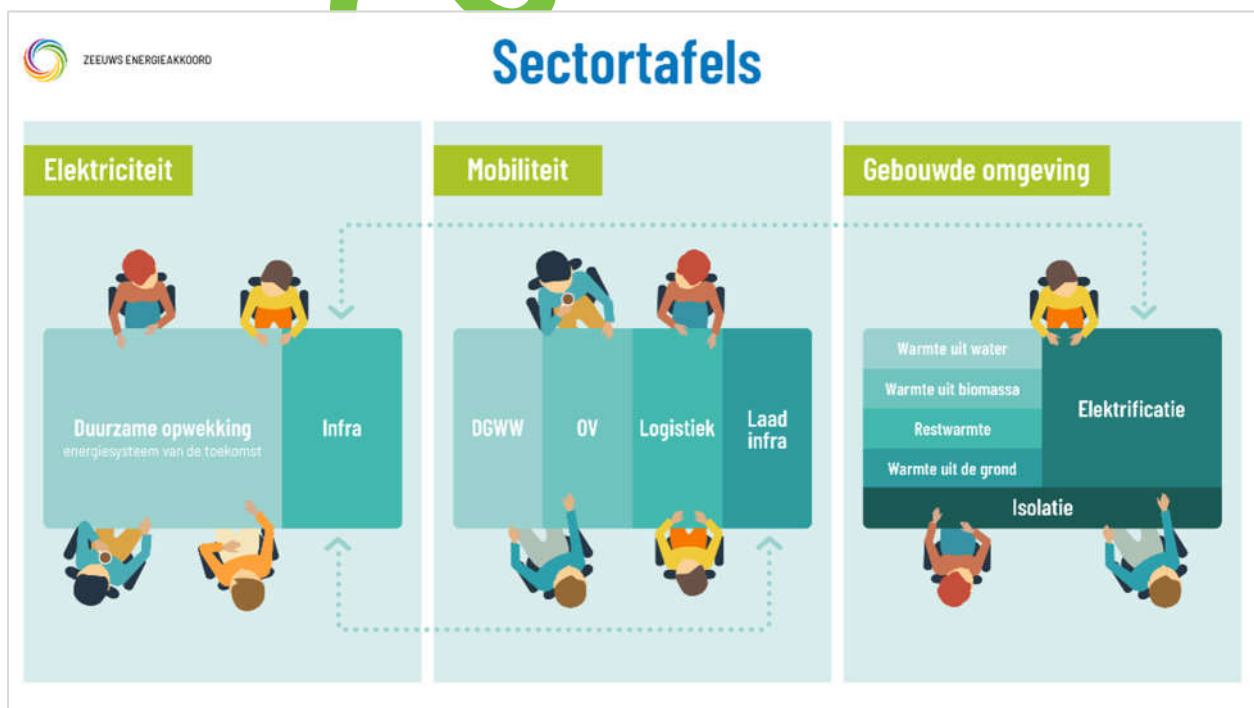 ZEEUWS ENERGIEAKKOORD
Sectortafels
Elektriciteit
Duurzame opwekking
energiesysteem van de toekomst
Infra
Mobiliteit
DGWW
OV
Logistiek
Laad
infra
Gebouwde omgeving
Warmte uit water
Warmte uit biomassa
Restwarmte
Warmte uit de grond
Elektrificatie
Isolatie